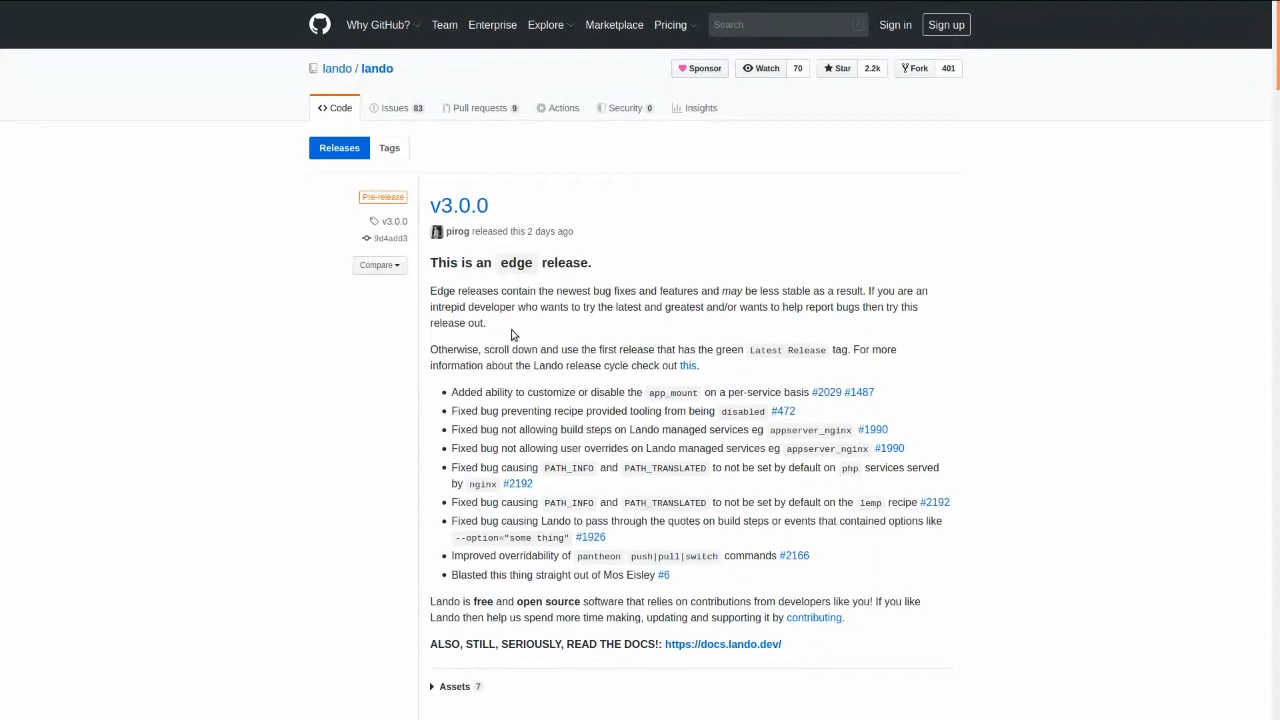 Why GitHub? Team Enterprise Explore Marketplace Pricing Search / Sign in Sign up
lando / lando Sponsor Watch 70 Star 2.2k Fork 401
Code Issues 83 Pull requests 9 Actions Security 0 Insights
Releases Tags
Pre-release
v3.0.0
9d4add3
Compare
v3.0.0
pirog released this 2 days ago
This is an edge release.
Edge releases contain the newest bug fixes and features and may be less stable as a result. If you are an
intrepid developer who wants to try the latest and greatest and/or wants to help report bugs then try this
release out.
Otherwise, scroll down and use the first release that has the green Latest Release tag. For more
information about the Lando release cycle check out this.
• Added ability to customize or disable the app_mount on a per-service basis #2029 #1487
• Fixed bug preventing recipe provided tooling from being disabled #472
• Fixed bug not allowing build steps on Lando managed services eg appserver_nginx #1990
• Fixed bug not allowing user overrides on Lando managed services eg appserver_nginx #1990
• Fixed bug causing PATH_INFO and PATH_TRANSLATED to not be set by default on php services served
by nginx #2192
• Fixed bug causing PATH_INFO and PATH_TRANSLATED to not be set by default on the lemp recipe #2192
• Fixed bug causing Lando to pass through the quotes on build steps or events that contained options like
--option="some thing" #1926
• Improved overridability of pantheon push|pull|switch commands #2166
• Blasted this thing straight out of Mos Eisley #6
Lando is free and open source software that relies on contributions from developers like you! If you like
Lando then help us spend more time making, updating and supporting it by contributing.
ALSO, STILL, SERIOUSLY, READ THE DOCS!: https://docs.lando.dev/
Assets 7